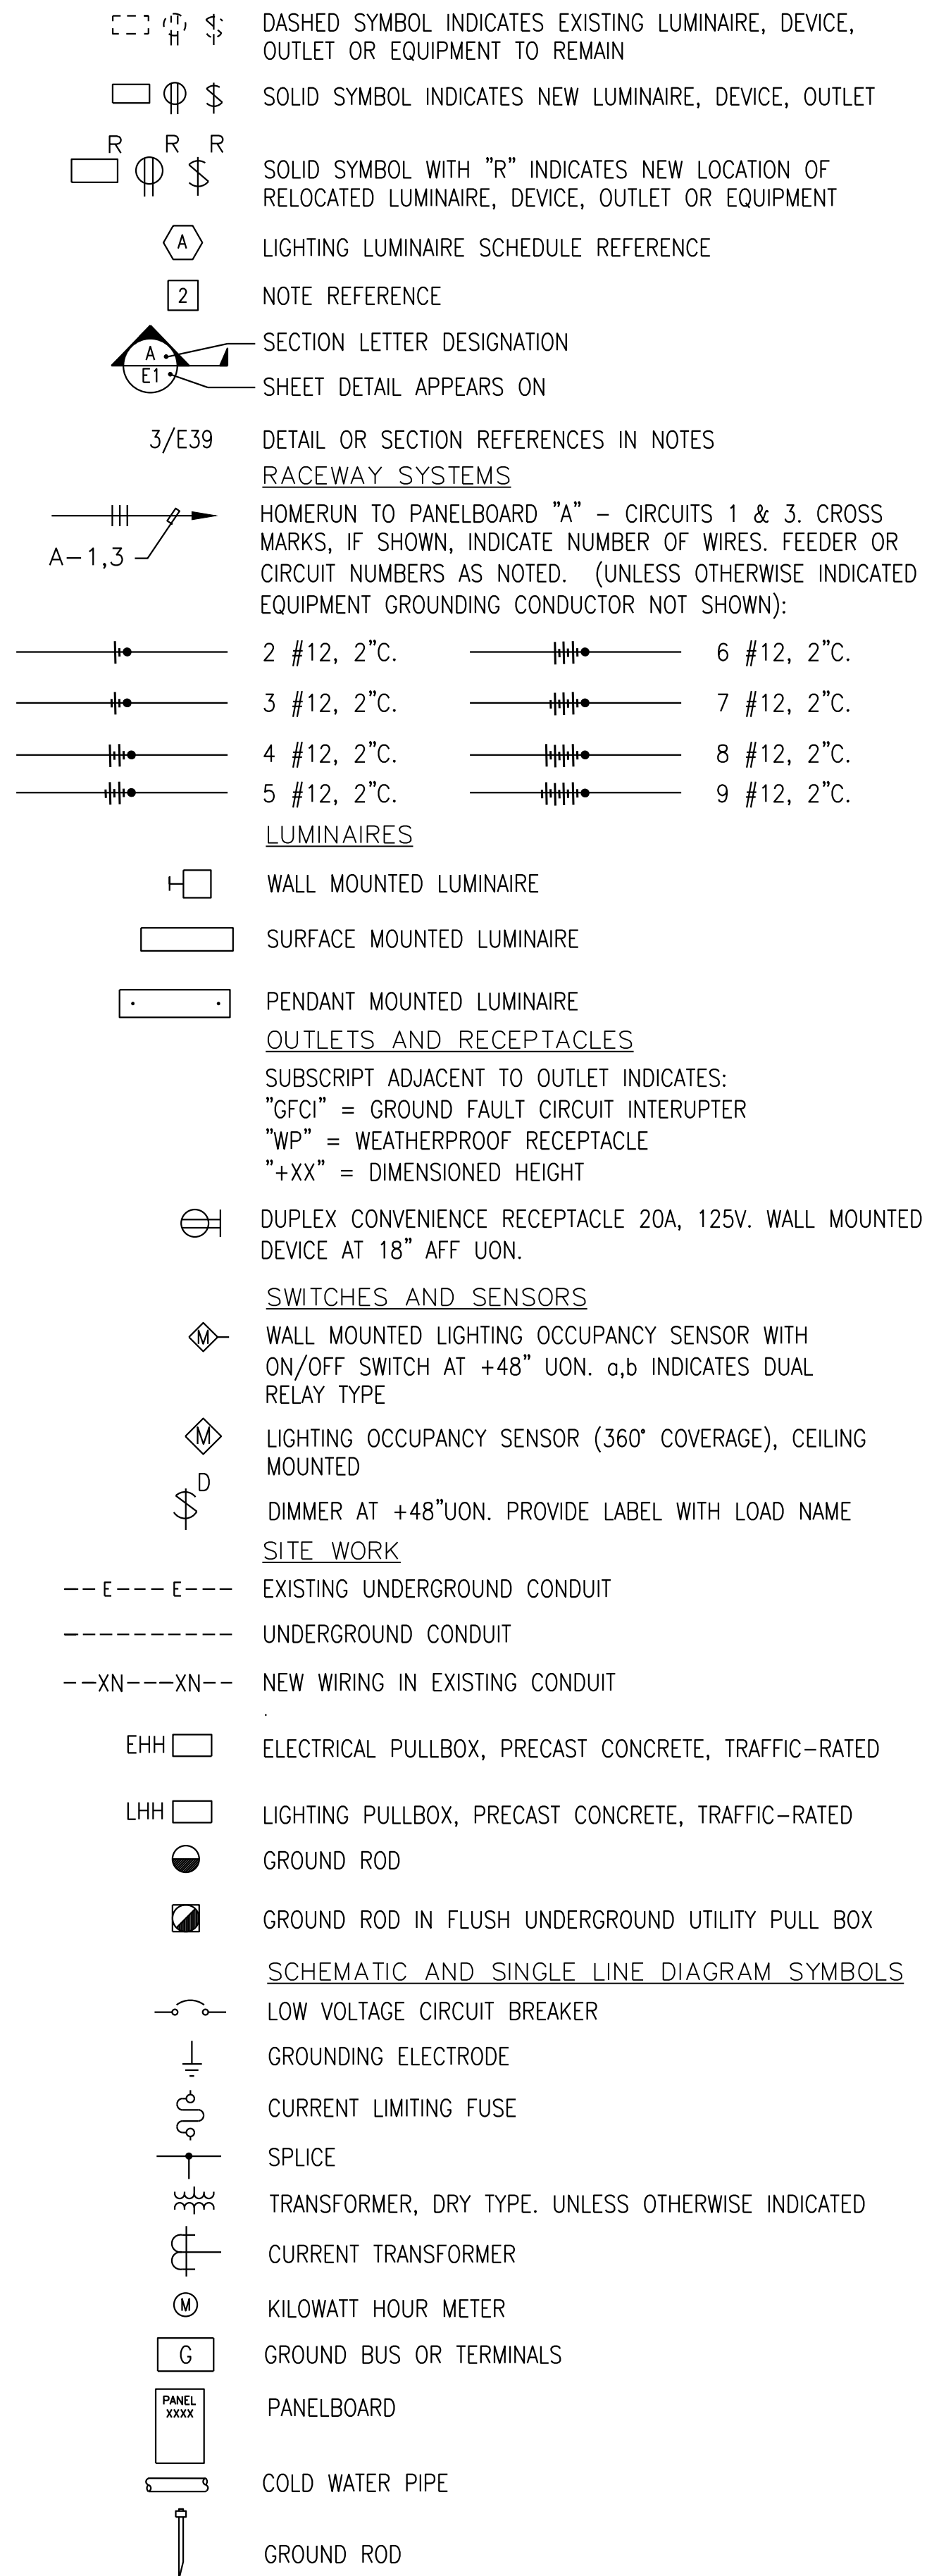 DASHED SYMBOL INDICATES EXISTING LUMINAIRE, DEVICE,
OUTLET OR EQUIPMENT TO REMAIN
SOLID SYMBOL INDICATES NEW LUMINAIRE, DEVICE, OUTLET
R R R
SOLID SYMBOL WITH "R" INDICATES NEW LOCATION OF
RELOCATED LUMINAIRE, DEVICE, OUTLET OR EQUIPMENT
A LIGHTING LUMINAIRE SCHEDULE REFERENCE
2 NOTE REFERENCE
A SECTION LETTER DESIGNATION
E1 SHEET DETAIL APPEARS ON
3/E39 DETAIL OR SECTION REFERENCES IN NOTES
RACEWAY SYSTEMS
HOMERUN TO PANELBOARD "A" – CIRCUITS 1 & 3. CROSS
MARKS, IF SHOWN, INDICATE NUMBER OF WIRES. FEEDER OR
A-1,3 CIRCUIT NUMBERS AS NOTED. (UNLESS OTHERWISE INDICATED
EQUIPMENT GROUNDING CONDUCTOR NOT SHOWN):
2 #12, 2"C. 6 #12, 2"C.
3 #12, 2"C. 7 #12, 2"C.
4 #12, 2"C. 8 #12, 2"C.
5 #12, 2"C. 9 #12, 2"C.
LUMINAIRES
WALL MOUNTED LUMINAIRE
SURFACE MOUNTED LUMINAIRE
PENDANT MOUNTED LUMINAIRE
OUTLETS AND RECEPTACLES
SUBSCRIPT ADJACENT TO OUTLET INDICATES:
"GFCI" = GROUND FAULT CIRCUIT INTERUPTER
"WP" = WEATHERPROOF RECEPTACLE
"+XX" = DIMENSIONED HEIGHT
DUPLEX CONVENIENCE RECEPTACLE 20A, 125V. WALL MOUNTED
DEVICE AT 18" AFF UON.
SWITCHES AND SENSORS
M WALL MOUNTED LIGHTING OCCUPANCY SENSOR WITH
ON/OFF SWITCH AT +48" UON. a,b INDICATES DUAL
RELAY TYPE
M LIGHTING OCCUPANCY SENSOR (360° COVERAGE), CEILING
MOUNTED
D DIMMER AT +48"UON. PROVIDE LABEL WITH LOAD NAME
SITE WORK
--E---E--- EXISTING UNDERGROUND CONDUIT
UNDERGROUND CONDUIT
--XN---XN-- NEW WIRING IN EXISTING CONDUIT
EHH ELECTRICAL PULLBOX, PRECAST CONCRETE, TRAFFIC-RATED
LHH LIGHTING PULLBOX, PRECAST CONCRETE, TRAFFIC-RATED
GROUND ROD
GROUND ROD IN FLUSH UNDERGROUND UTILITY PULL BOX
SCHEMATIC AND SINGLE LINE DIAGRAM SYMBOLS
LOW VOLTAGE CIRCUIT BREAKER
GROUNDING ELECTRODE
CURRENT LIMITING FUSE
SPLICE
TRANSFORMER, DRY TYPE. UNLESS OTHERWISE INDICATED
CURRENT TRANSFORMER
M KILOWATT HOUR METER
G GROUND BUS OR TERMINALS
PANEL
XXXX
PANELBOARD
COLD WATER PIPE
GROUND ROD